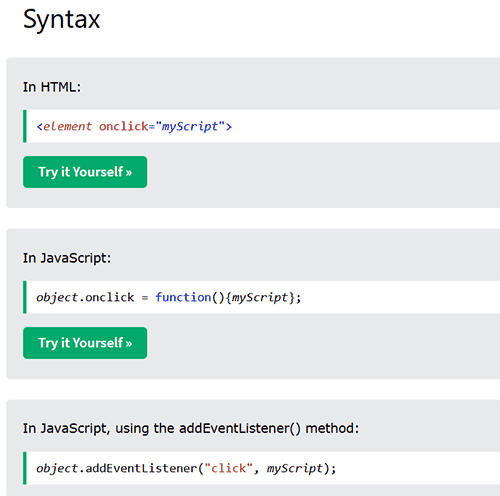 Syntax
In HTML:
<element onclick="myScript">
Try it Yourself »
In JavaScript:
object.onclick = function(){myScript};
Try it Yourself »
In JavaScript, using the addEventListener() method:
object.addEventListener("click", myScript);